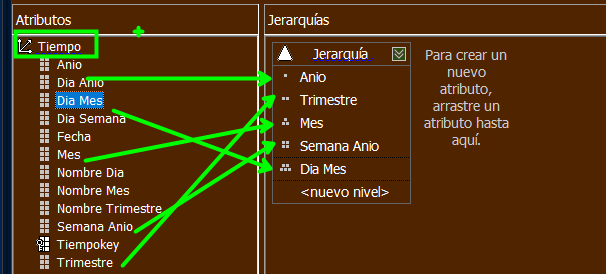 Atributos
Tiempo
Anio
Dia Anio
Dia Mes
Dia Semana
Fecha
Mes
Nombre Dia
Nombre Mes
Nombre Trimestre
Semana Anio
Tiempokey
Trimestre
Jerarquías
Jerarquía
Anio
Trimestre
Mes
Semana Anio
Dia Mes
<nuevo nivel>
Para crear un
nuevo
atributo,
arrastre un
atributo hasta
aquí.